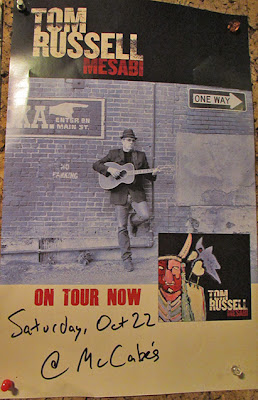 TOM
RUSSELL
MESABI
ONE WAY
KA.
ENTER ON
MAIN ST.
NO
PARKING
ON TOUR NOW
TOM
RUSSELL
MESABI
Saturday, Oct 22
@ McCabe's